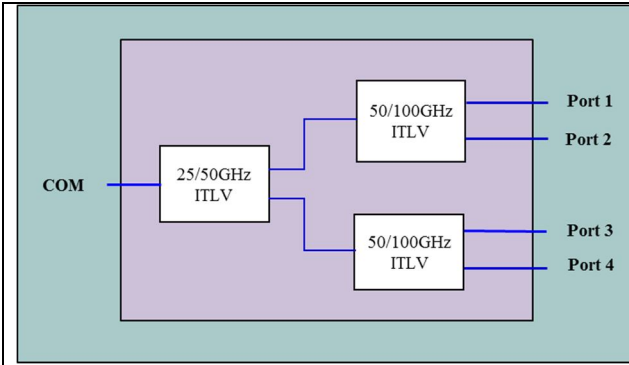 COM
25/50GHz
ITLV
50/100GHz
ITLV
Port 1
Port 2
50/100GHz
ITLV
Port 3
Port 4